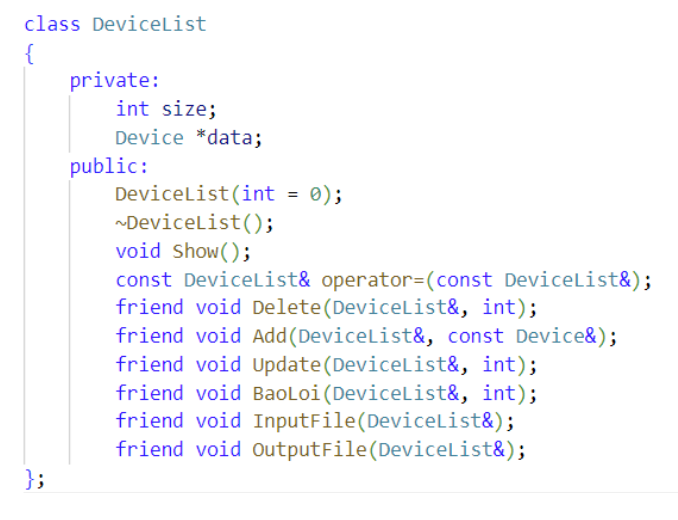 class DeviceList
{
    private:
        int size;
        Device *data;
    public:
        DeviceList(int = 0);
        ~DeviceList();
        void Show();
        const DeviceList& operator=(const DeviceList&);
        friend void Delete(DeviceList&, int);
        friend void Add(DeviceList&, const Device&);
        friend void Update(DeviceList&, int);
        friend void BaoLoi(DeviceList&, int);
        friend void InputFile(DeviceList&);
        friend void OutputFile(DeviceList&);
};